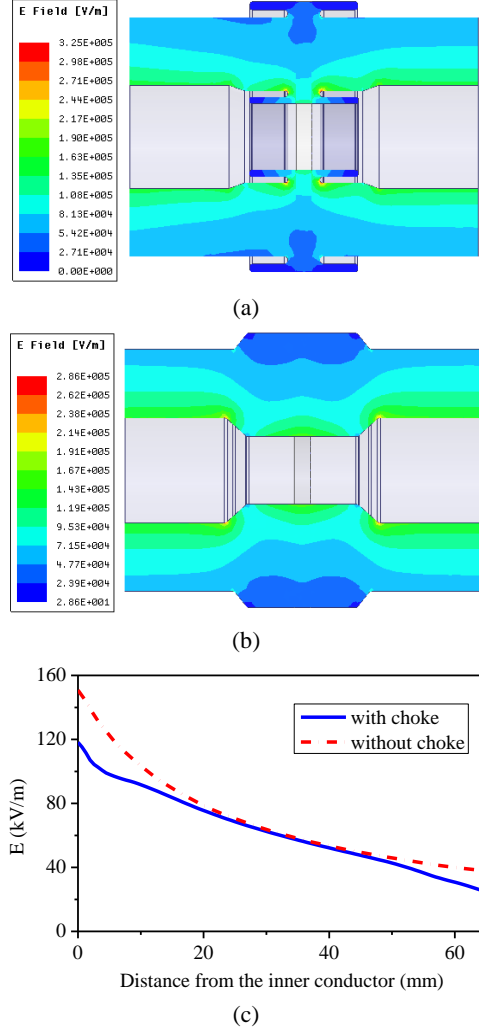 E Field [V/m]
3.25E+005
2.98E+005
2.71E+005
2.44E+005
2.17E+005
1.90E+005
1.63E+005
1.35E+005
1.08E+005
8.13E+004
5.42E+004
2.71E+004
0.00E+000
(a)
E Field [V/m]
2.86E+005
2.62E+005
2.38E+005
2.14E+005
1.91E+005
1.67E+005
1.43E+005
1.19E+005
9.53E+004
7.15E+004
4.77E+004
2.39E+004
2.86E+001
(b)
160
120
80
40
0
E (kV/m)
with choke
without choke
0 20 40 60
Distance from the inner conductor (mm)
(c)